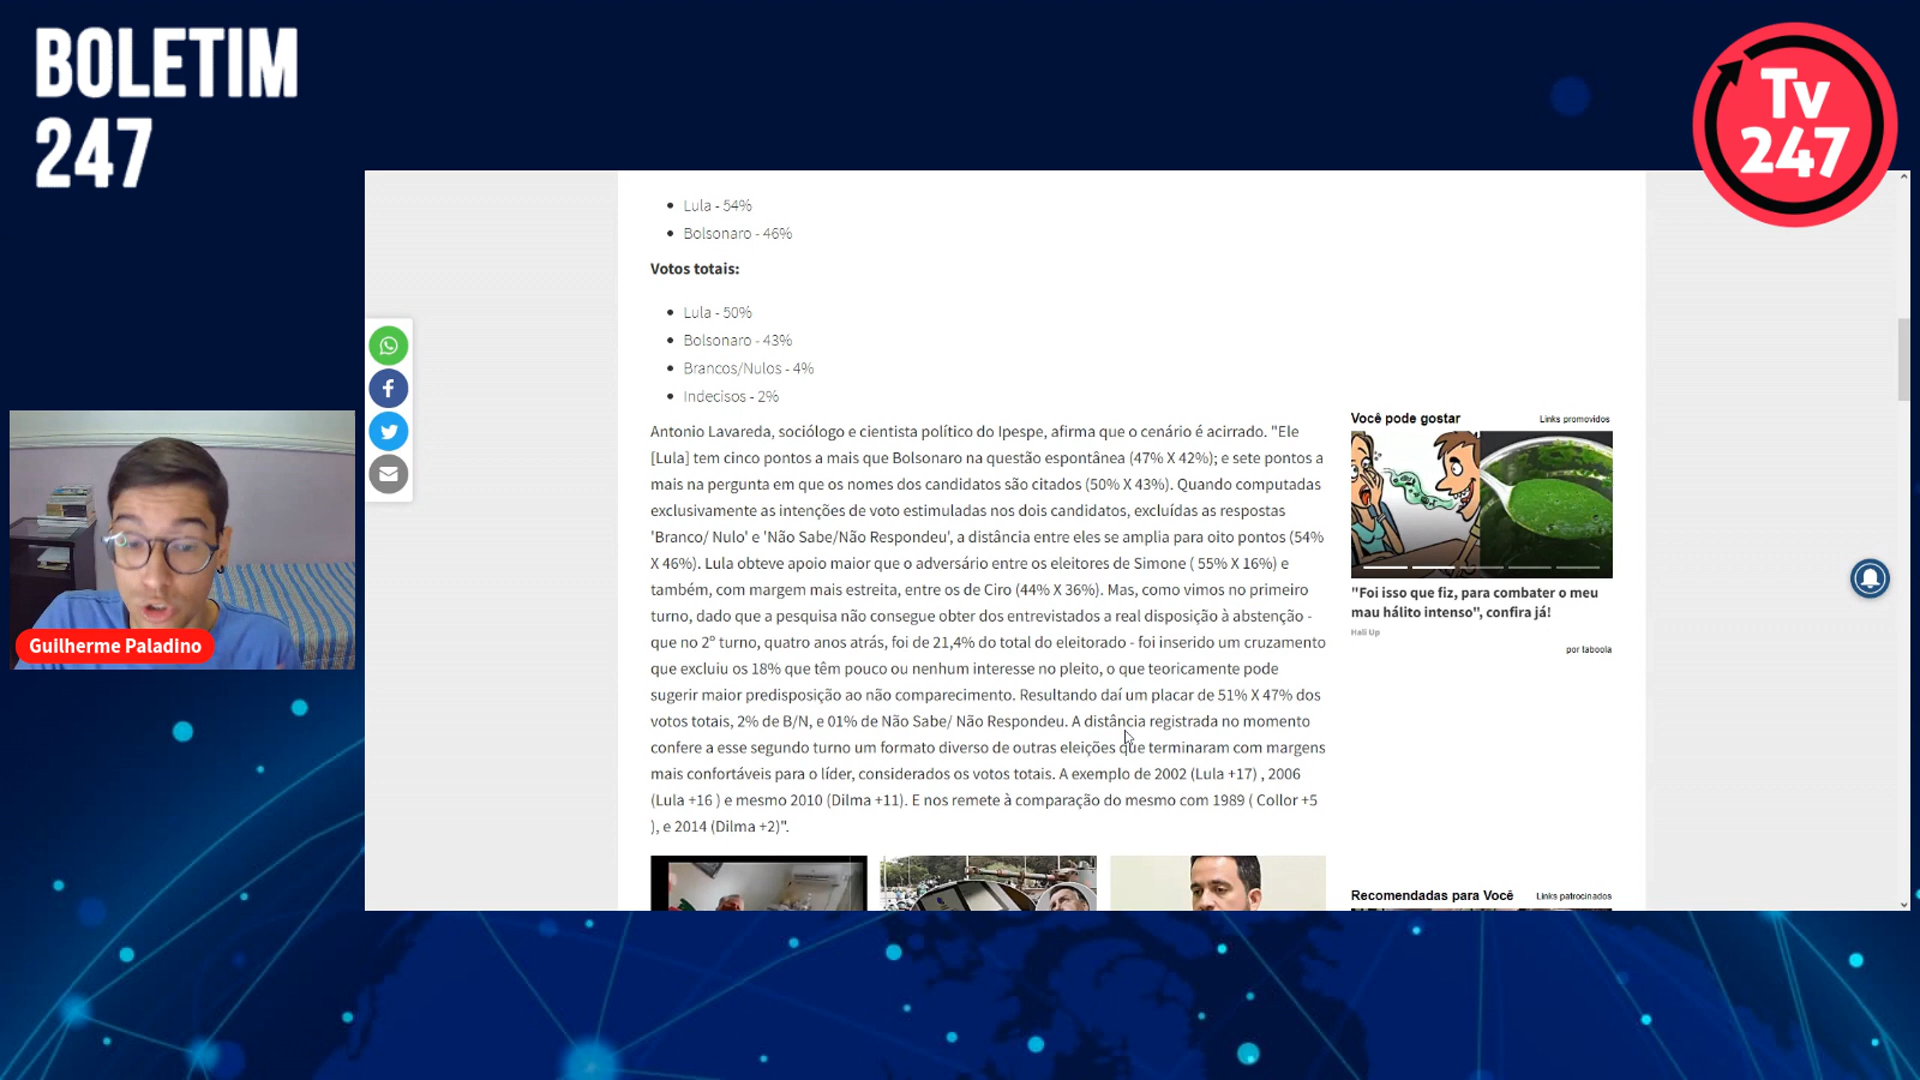 BOLETIM
247
Tv
247
Lula - 54%
Bolsonaro - 46%
Votos totais:
Lula - 50%
Bolsonaro - 43%
Brancos/Nulos - 4%
Indecisos - 2%
Antonio Lavareda, sociólogo e cientista político do Ipespe, afirma que o cenário é acirrado. "Ele
[Lula] tem cinco pontos a mais que Bolsonaro na questão espontânea (47% X 42%); e sete pontos a
mais na pergunta em que os nomes dos candidatos são citados (50% X 43%). Quando computadas
exclusivamente as intenções de voto estimuladas nos dois candidatos, excluídas as respostas
'Branco/ Nulo' e 'Não Sabe/Não Respondeu', a distância entre eles se amplia para oito pontos (54%
X 46%). Lula obteve apoio maior que o adversário entre os eleitores de Simone ( 55% X 16%) e
também, com margem mais estreita, entre os de Ciro (44% X 36%). Mas, como vimos no primeiro
turno, dado que a pesquisa não consegue obter dos entrevistados a real disposição à abstenção -
que no 2º turno, quatro anos atrás, foi de 21,4% do total do eleitorado - foi inserido um cruzamento
que excluiu os 18% que têm pouco ou nenhum interesse no pleito, o que teoricamente pode
sugerir maior predisposição ao não comparecimento. Resultando daí um placar de 51% X 47% dos
votos totais, 2% de B/N, e 01% de Não Sabe/ Não Respondeu. A distância registrada no momento
confere a esse segundo turno um formato diverso de outras eleições que terminaram com margens
mais confortáveis para o líder, considerados os votos totais. A exemplo de 2002 (Lula +17) , 2006
(Lula +16 ) e mesmo 2010 (Dilma +11). E nos remete à comparação do mesmo com 1989 ( Collor +5
), e 2014 (Dilma +2)".
Você pode gostar
Links promovidos
"Foi isso que fiz, para combater o meu
mau hálito intenso", confira já!
Hali Up
por taboola
Recomendadas para Você
Links patrocinados
Guilherme Paladino